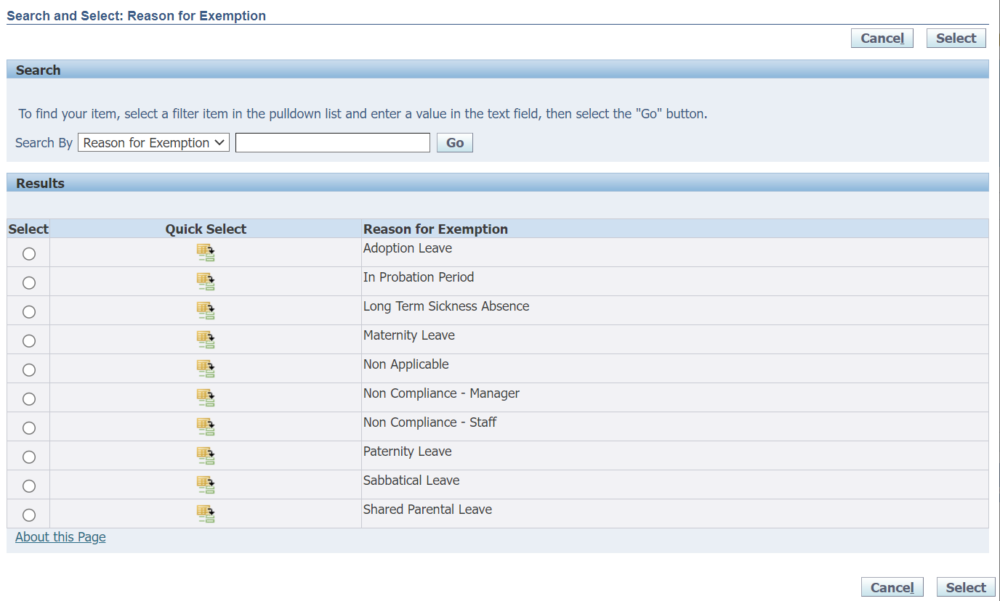 Search and Select: Reason for Exemption
Cancel Select
Search
To find your item, select a filter item in the pulldown list and enter a value in the text field, then select the "Go" button.
Search By Reason for Exemption Go
Results
Select Quick Select Reason for Exemption
Adoption Leave
In Probation Period
Long Term Sickness Absence
Maternity Leave
Non Applicable
Non Compliance - Manager
Non Compliance - Staff
Paternity Leave
Sabbatical Leave
Shared Parental Leave
About this Page
Cancel Select